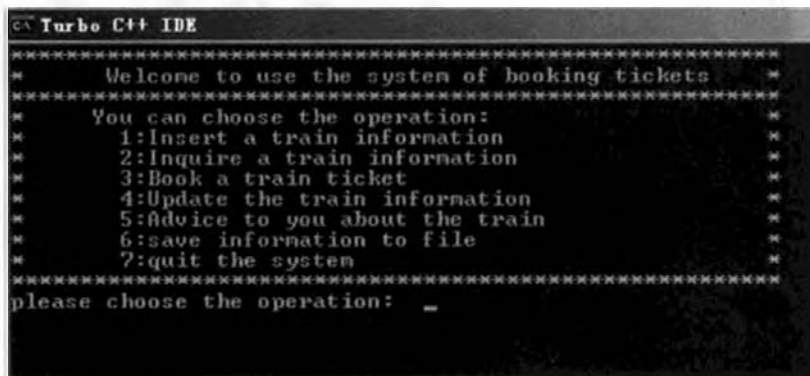 Turbo C++ IDE
*******************************************************
* Welcome to use the system of booking tickets *
*******************************************************
* You can choose the operation: *
* 1:Insert a train information *
* 2:Inquire a train information *
* 3:Book a train ticket *
* 4:Update the train information *
* 5:Advice to you about the train *
* 6:save information to file *
* 7:quit the system *
*******************************************************
please choose the operation: _